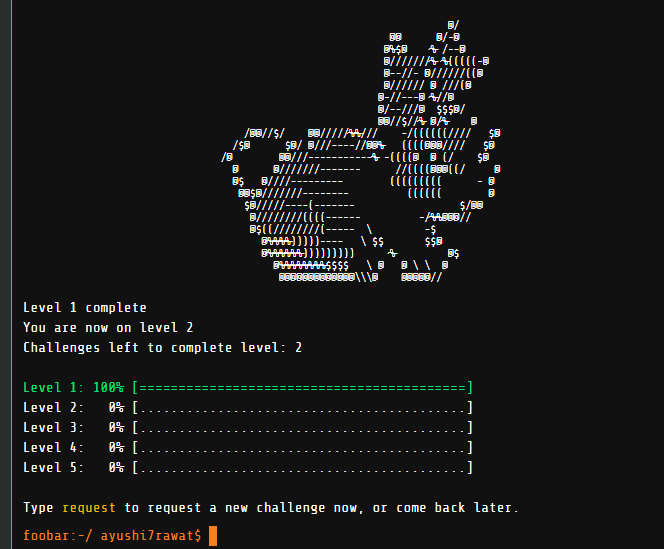 Level 1 complete
You are now on level 2
Challenges left to complete level: 2
Level 1: 100% [==========================================]
Level 2:   0% [..........................................]
Level 3:   0% [..........................................]
Level 4:   0% [..........................................]
Level 5:   0% [..........................................]
Type request to request a new challenge now, or come back later.
foobar:~/ ayushi7rawat$